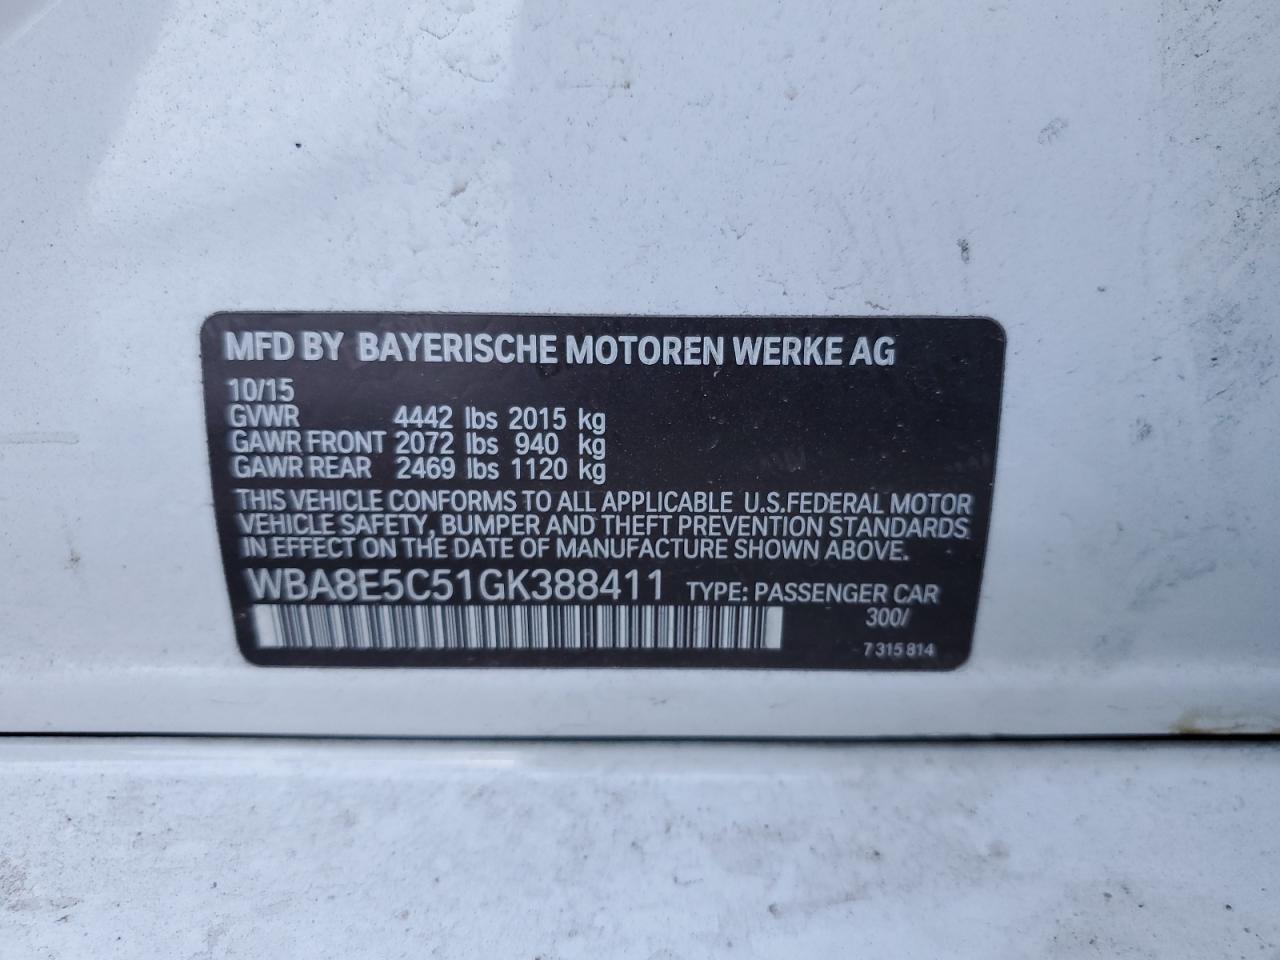 MFD BY BAYERISCHE MOTOREN WERKE AG
10/15
GVWR 4442 lbs 2015 kg
GAWR FRONT 2072 lbs 940 kg
GAWR REAR 2469 lbs 1120 kg
THIS VEHICLE CONFORMS TO ALL APPLICABLE U.S.FEDERAL MOTOR
VEHICLE SAFETY, BUMPER AND THEFT PREVENTION STANDARDS
IN EFFECT ON THE DATE OF MANUFACTURE SHOWN ABOVE.
WBA8E5C51GK388411 TYPE: PASSENGER CAR
300/
7 315 814